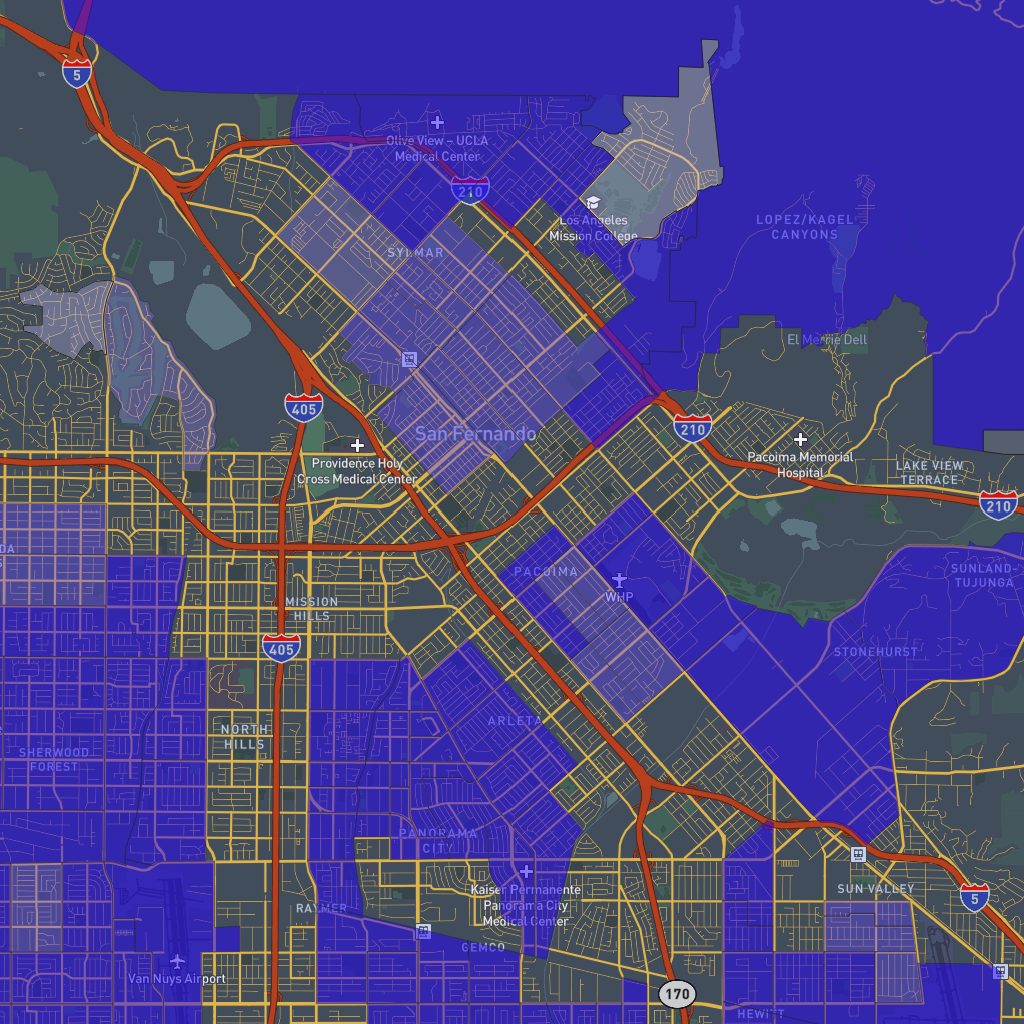 5
Olive View – UCLA
Medical Center
210
Los Angeles
Mission College
LOPEZ/KAGEL
CANYONS
SYLMAR
El Merrie Dell
405
San Fernando
210
Providence Holy
Cross Medical Center
Pacoima Memorial
Hospital
LAKE VIEW
TERRACE
210
PACOIMA
SUNLAND-
TUJUNGA
WHP
MISSION
HILLS
405
STONEHURST
ARLETA
NORTH
HILLS
SHERWOOD
FOREST
PANORAMA
CITY
SUN VALLEY
5
Kaiser Permanente
Panorama City
Medical Center
RAYMER
GEMCO
Van Nuys Airport
170
HEWITT